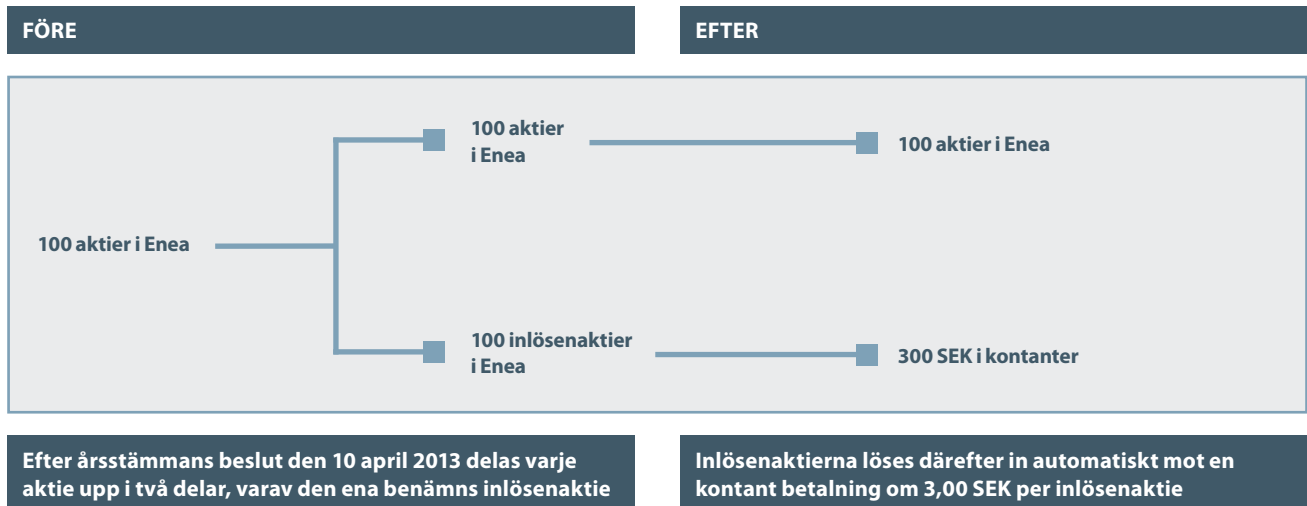 FÖRE
EFTER
100 aktier i Enea
100 aktier
i Enea
100 aktier i Enea
100 inlösenaktier
i Enea
300 SEK i kontanter
Efter årsstämmans beslut den 10 april 2013 delas varje
aktie upp i två delar, varav den ena benämns inlösenaktie
Inlösenaktierna löses därefter in automatiskt mot en
kontant betalning om 3,00 SEK per inlösenaktie